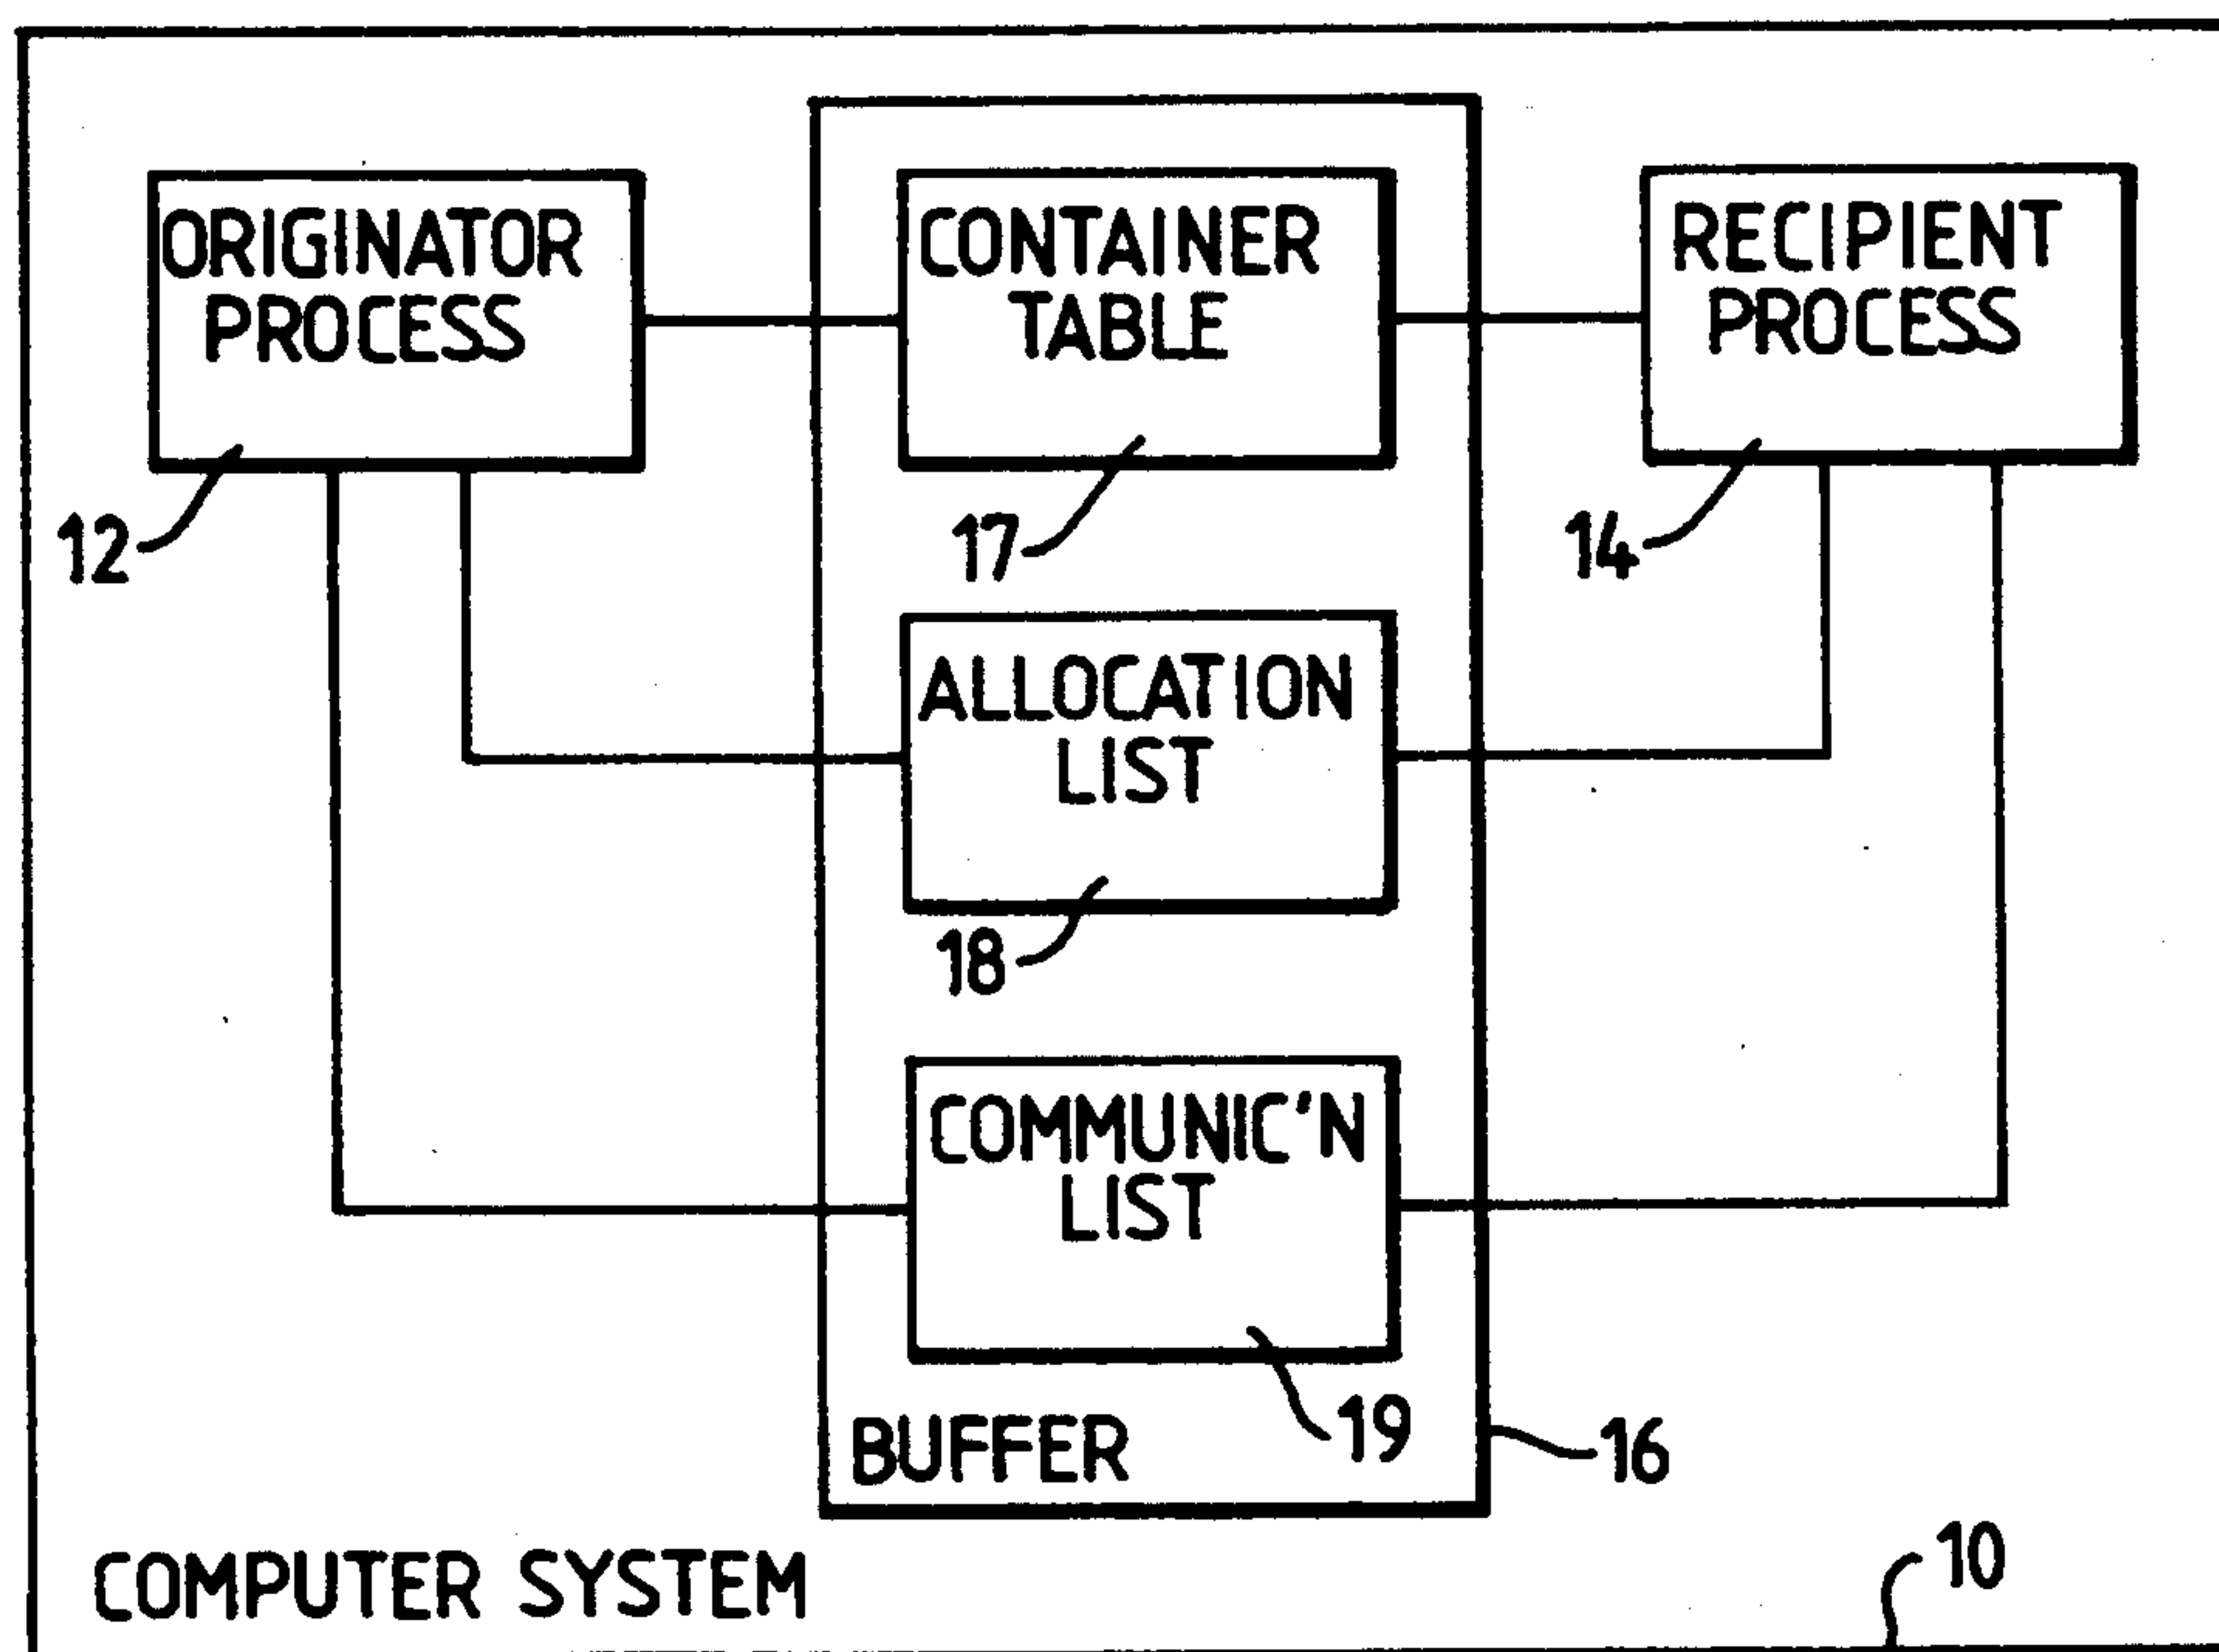 ORIGINATOR
PROCESS
12
CONTAINER
TABLE
17
RECIPIENT
PROCESS
14
ALLOCATION
LIST
18
COMMUNIC'N
LIST
19
BUFFER
16
COMPUTER SYSTEM
10